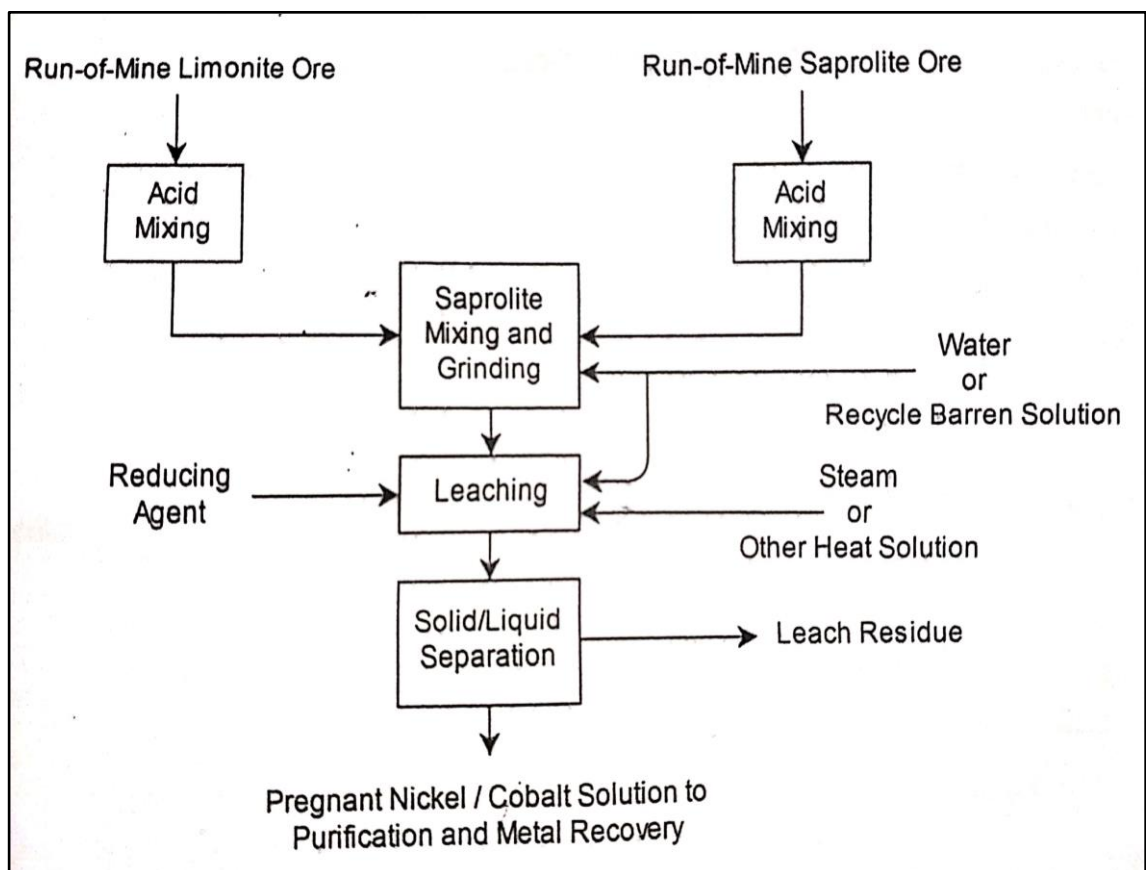 Run-of-Mine Limonite Ore
Run-of-Mine Saprolite Ore
Acid
Mixing
Acid
Mixing
Saprolite
Mixing and
Grinding
Water
or
Recycle Barren Solution
Reducing
Agent
Leaching
Steam
or
Other Heat Solution
Solid/Liquid
Separation
Leach Residue
Pregnant Nickel / Cobalt Solution to
Purification and Metal Recovery